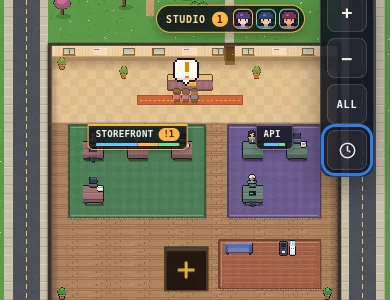 STUDIO 1
+
−
ALL
!
STOREFRONT !1
API
+